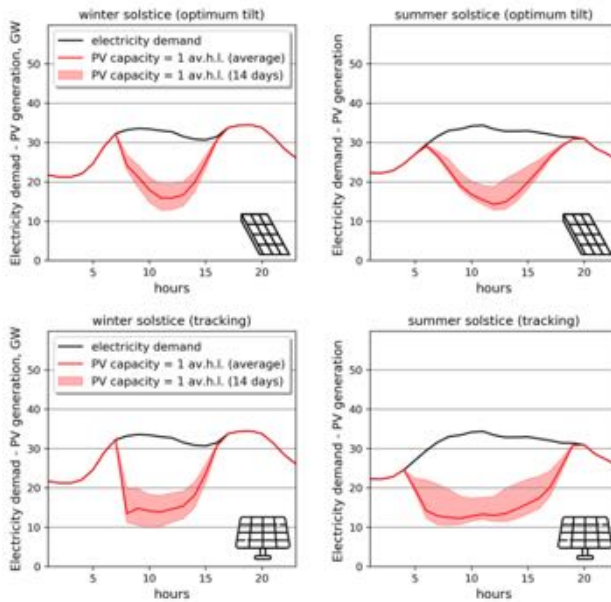 winter solstice (optimum tilt)
electricity demand
PV capacity = 1 av.h.l. (average)
PV capacity = 1 av.h.l. (14 days)
Electricity demad - PV generation, GW
50
40
30
20
10
0
5
10
15
20
hours
summer solstice (optimum tilt)
Electricity demand - PV generation
50
40
30
20
10
0
5
10
15
20
hours
winter solstice (tracking)
electricity demand
PV capacity = 1 av.h.l. (average)
PV capacity = 1 av.h.l. (14 days)
Electricity demad - PV generation, GW
50
40
30
20
10
0
5
10
15
20
hours
summer solstice (tracking)
Electricity demand - PV generation
50
40
30
20
10
0
5
10
15
20
hours